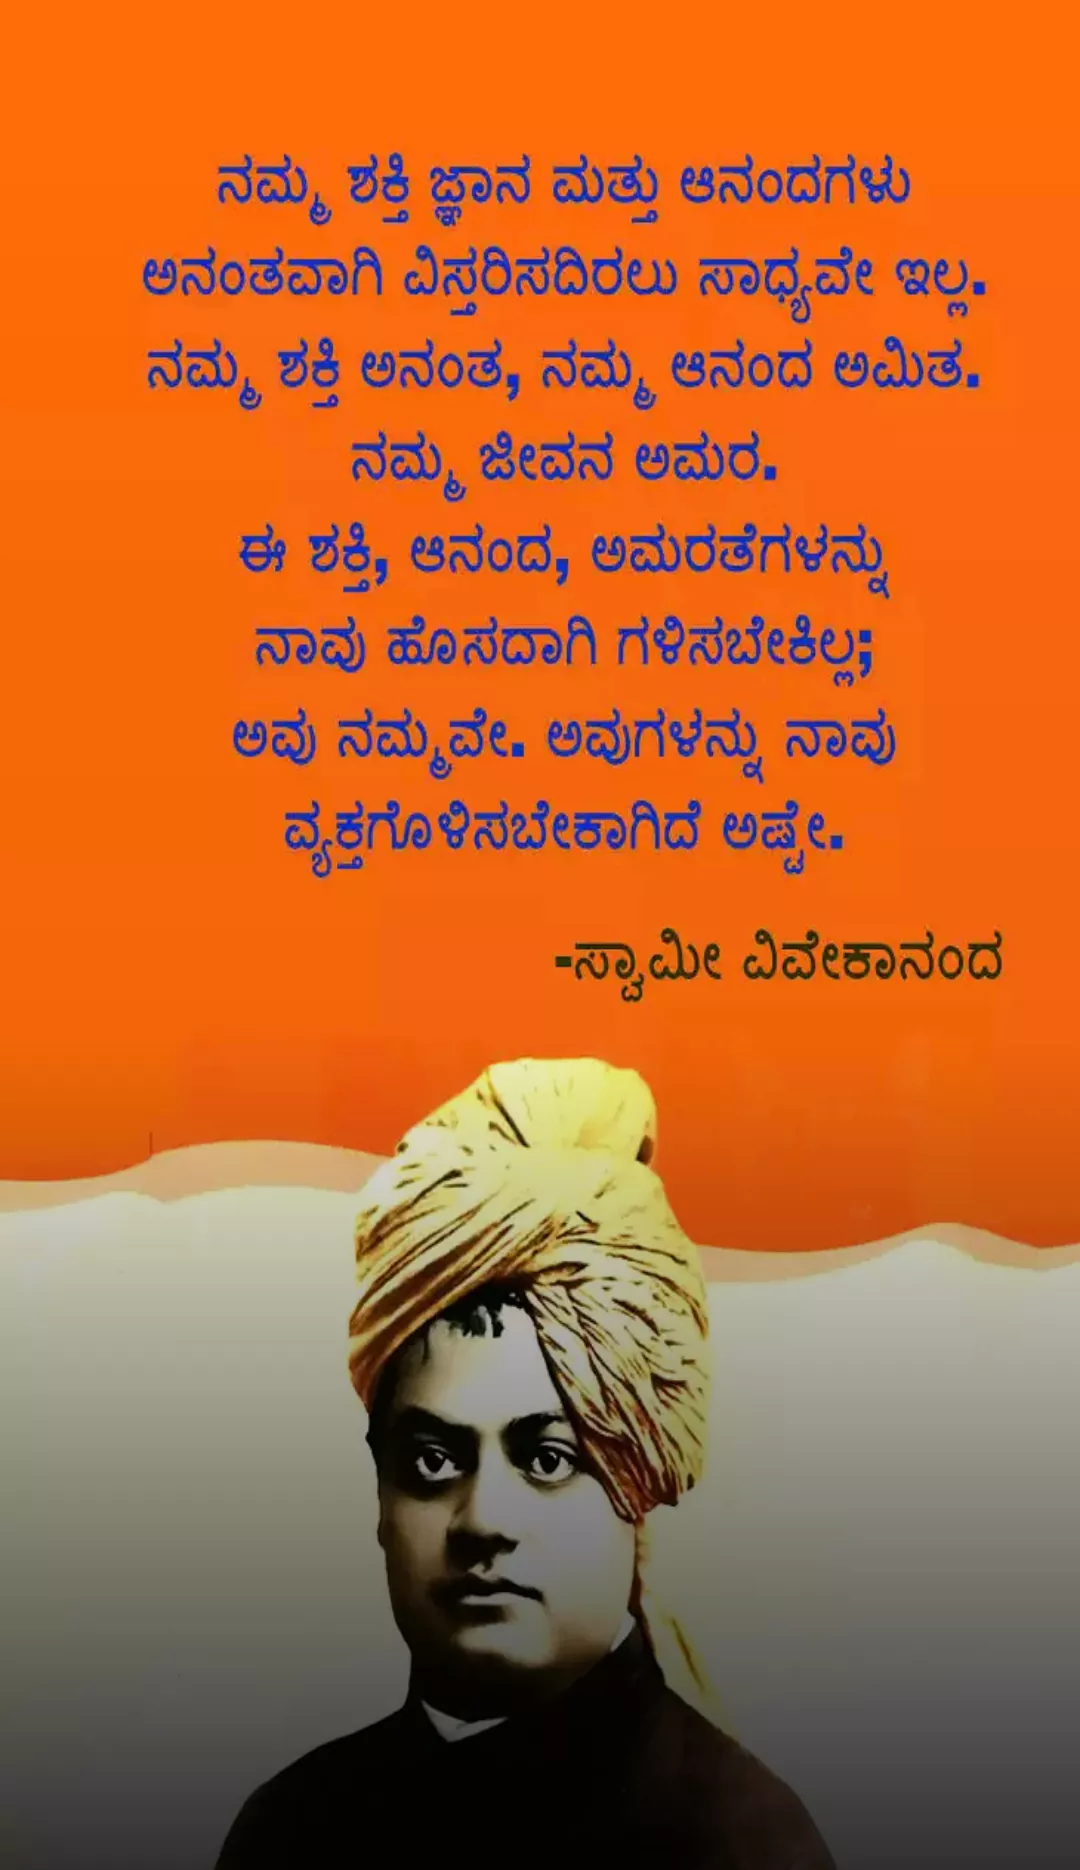 ನಮ್ಮ ಶಕ್ತಿ ಜ್ಞಾನ ಮತ್ತು ಆನಂದಗಳು
ಅನಂತವಾಗಿ ವಿಸ್ತರಿಸದಿರಲು ಸಾಧ್ಯವೇ ಇಲ್ಲ.
ನಮ್ಮ ಶಕ್ತಿ ಅನಂತ, ನಮ್ಮ ಆನಂದ ಅಮಿತ.
ನಮ್ಮ ಜೀವನ ಅಮರ.
ಈ ಶಕ್ತಿ, ಆನಂದ, ಅಮರತೆಗಳನ್ನು
ನಾವು ಹೊಸದಾಗಿ ಗಳಿಸಬೇಕಿಲ್ಲ;
ಅವು ನಮ್ಮವೇ. ಅವುಗಳನ್ನು ನಾವು
ವ್ಯಕ್ತಗೊಳಿಸಬೇಕಾಗಿದೆ ಅಷ್ಟೇ.
-ಸ್ವಾಮೀ ವಿವೇಕಾನಂದ